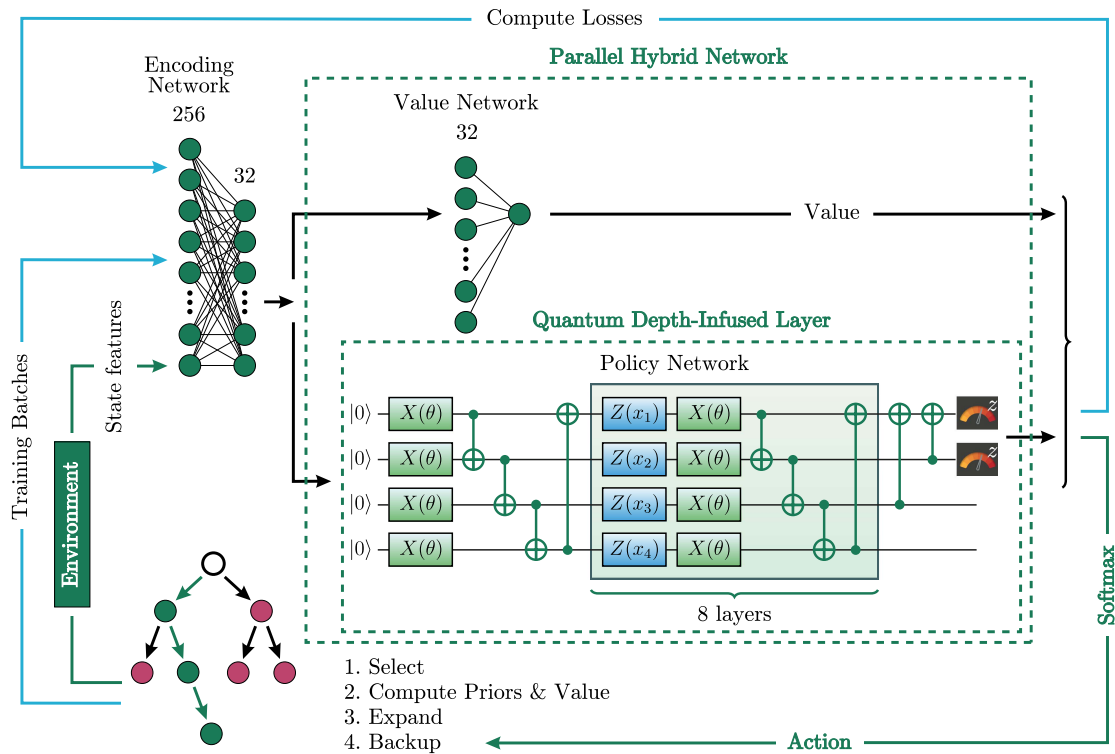 Compute Losses
Parallel Hybrid Network
Encoding
Network
256
32
Value Network
32
Value
Quantum Depth-Infused Layer
Policy Network
|0⟩ X(θ) Z(x₁) X(θ) z
|0⟩ X(θ) Z(x₂) X(θ) z
|0⟩ X(θ) Z(x₃) X(θ)
|0⟩ X(θ) Z(x₄) X(θ)
8 layers
Training Batches
State features
Environment
Softmax
1. Select
2. Compute Priors & Value
3. Expand
4. Backup
Action